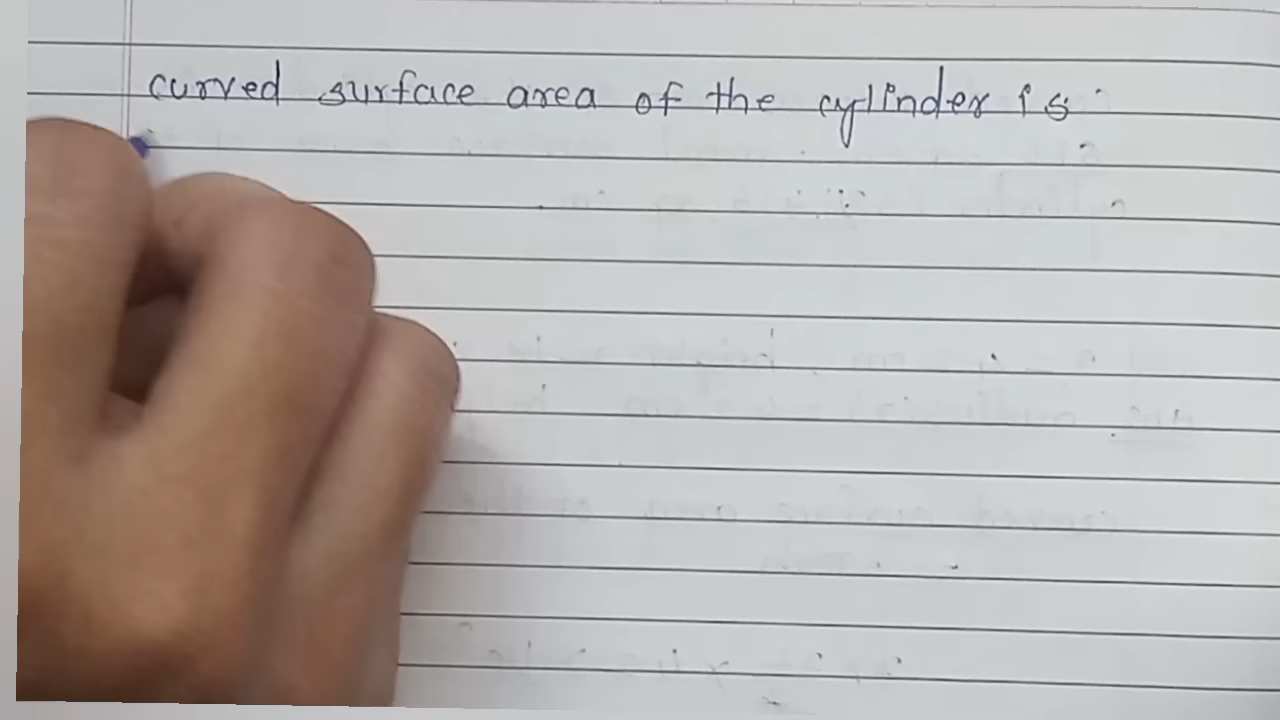 curved surface area of the cylinder is